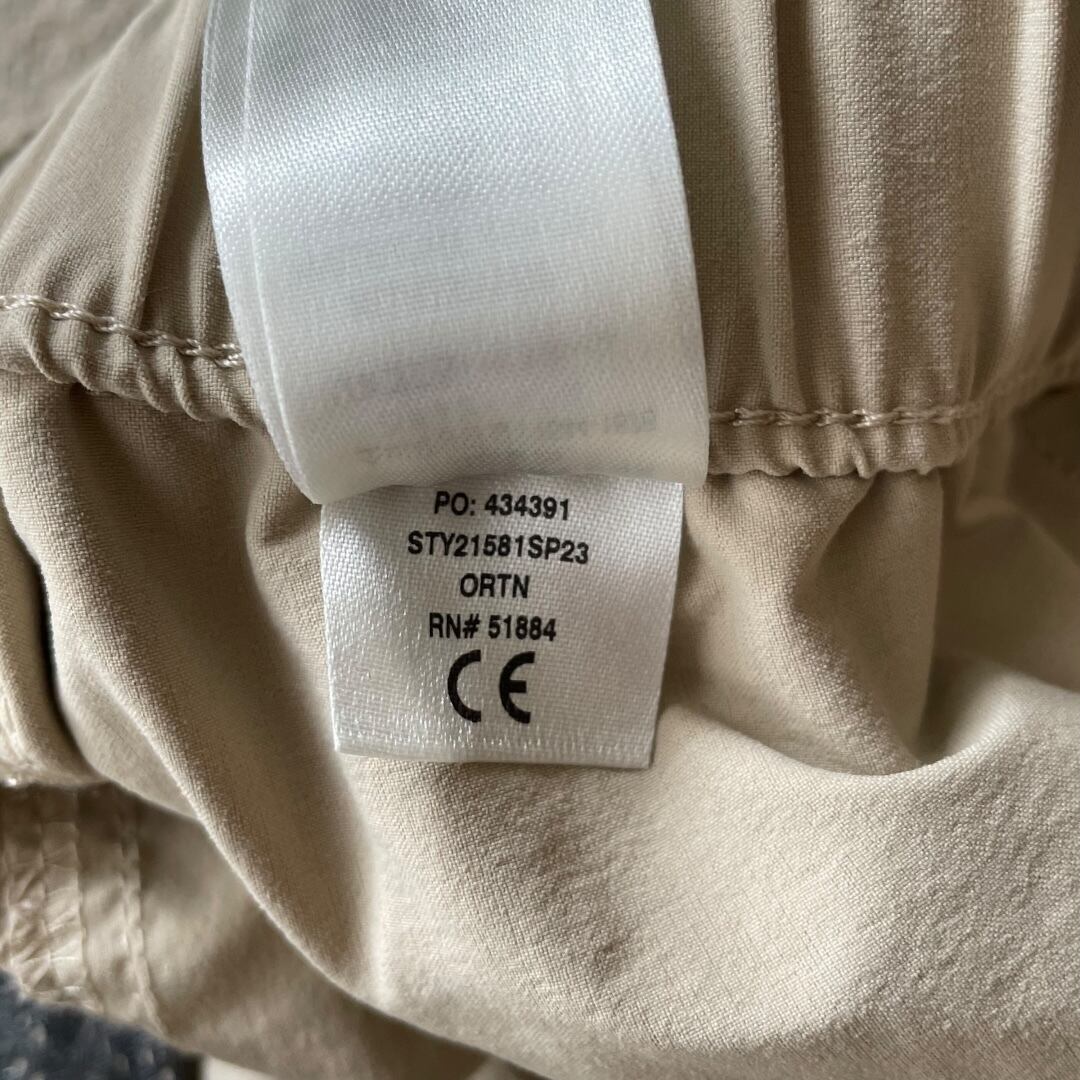 PO: 434391
STY21581SP23
ORTN
RN# 51884
CE